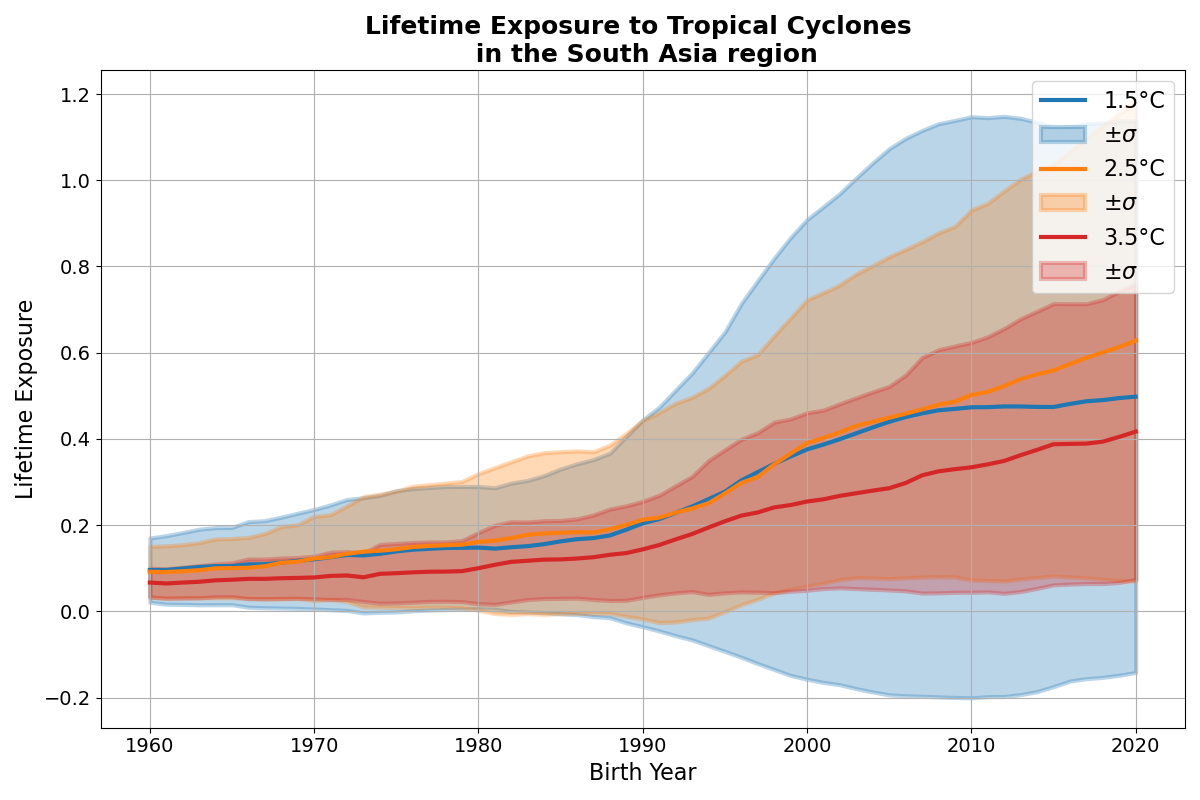 Lifetime Exposure to Tropical Cyclones
in the South Asia region
1.2
1.0
0.8
0.6
0.4
0.2
0.0
−0.2
Lifetime Exposure
1.5°C
±σ
2.5°C
±σ
3.5°C
±σ
1960 1970 1980 1990 2000 2010 2020
Birth Year